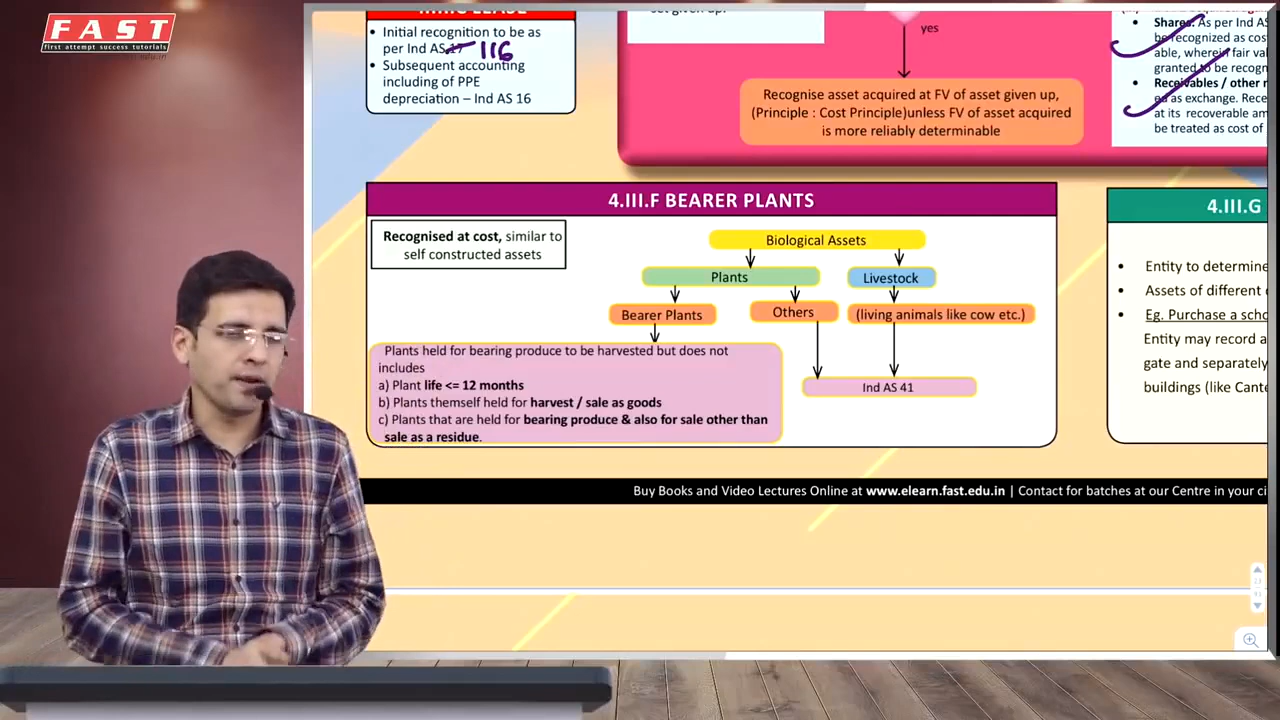 FAST
first attempt success tutorials
Initial recognition to be as
per Ind AS 17 116
Subsequent accounting
including of PPE
depreciation – Ind AS 16
yes
Recognise asset acquired at FV of asset given up,
(Principle : Cost Principle)unless FV of asset acquired
is more reliably determinable
Shares: As per Ind AS
be recognized as cos
able, wherein fair val
granted to be recogn
Receivables / other r
ed as exchange. Rece
at its recoverable am
be treated as cost of
4.III.F BEARER PLANTS
Recognised at cost, similar to
self constructed assets
Biological Assets
Plants
Livestock
Bearer Plants
Others
(living animals like cow etc.)
Plants held for bearing produce to be harvested but does not
includes
a) Plant life <= 12 months
b) Plants themself held for harvest / sale as goods
c) Plants that are held for bearing produce & also for sale other than
sale as a residue.
Ind AS 41
4.III.G
Entity to determine
Assets of different
Eg. Purchase a scho
Entity may record a
gate and separately
buildings (like Cante
Buy Books and Video Lectures Online at www.elearn.fast.edu.in | Contact for batches at our Centre in your ci